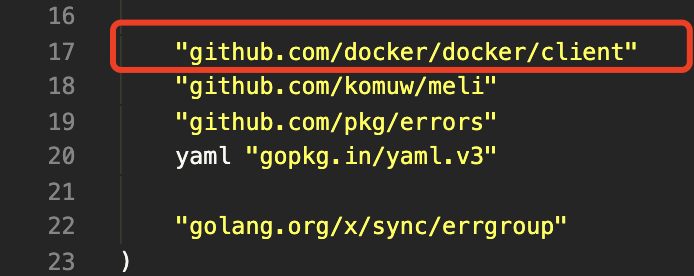 16
17 "github.com/docker/docker/client"
18 "github.com/komuw/meli"
19 "github.com/pkg/errors"
20 yaml "gopkg.in/yaml.v3"
21
22 "golang.org/x/sync/errgroup"
23 )